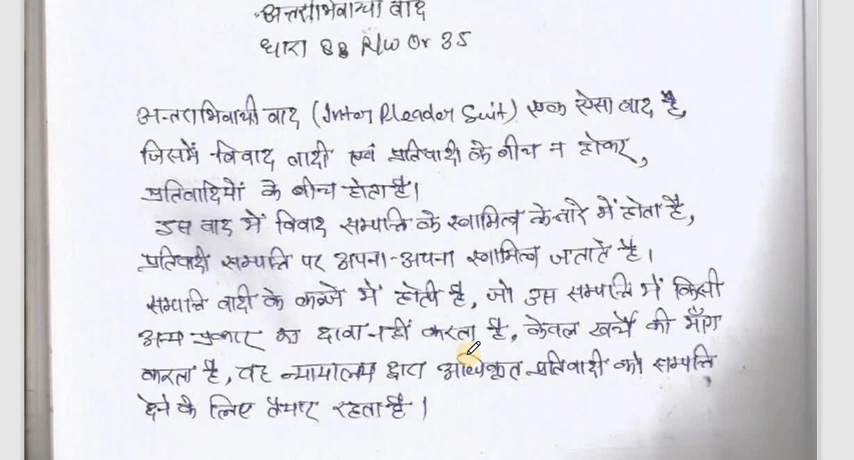 अन्तराभिवाची वाद
धारा 88 R/w Or 35
अन्तराभिवाची वाद (Inter Pleader Suit) एक ऐसा वाद है,
जिसमें विवाद वादी एवं प्रतिवादी के बीच न होकर,
प्रतिवादियों के बीच होता है।
उस वाद में विवाद सम्पत्ति के स्वामित्व के बारे में होता है,
प्रतिवादी सम्पत्ति पर अपना-अपना स्वामित्व जताते है।
सम्पत्ति वादी के कब्जे में होती है, जो उस सम्पत्ति में किसी
अन्य प्रकार का दावा नहीं करता है, केवल खर्चे की माँग
करता है, वह न्यायालय द्वारा अधिकृत प्रतिवादी को सम्पत्ति
देने के लिए तैयार रहता है।